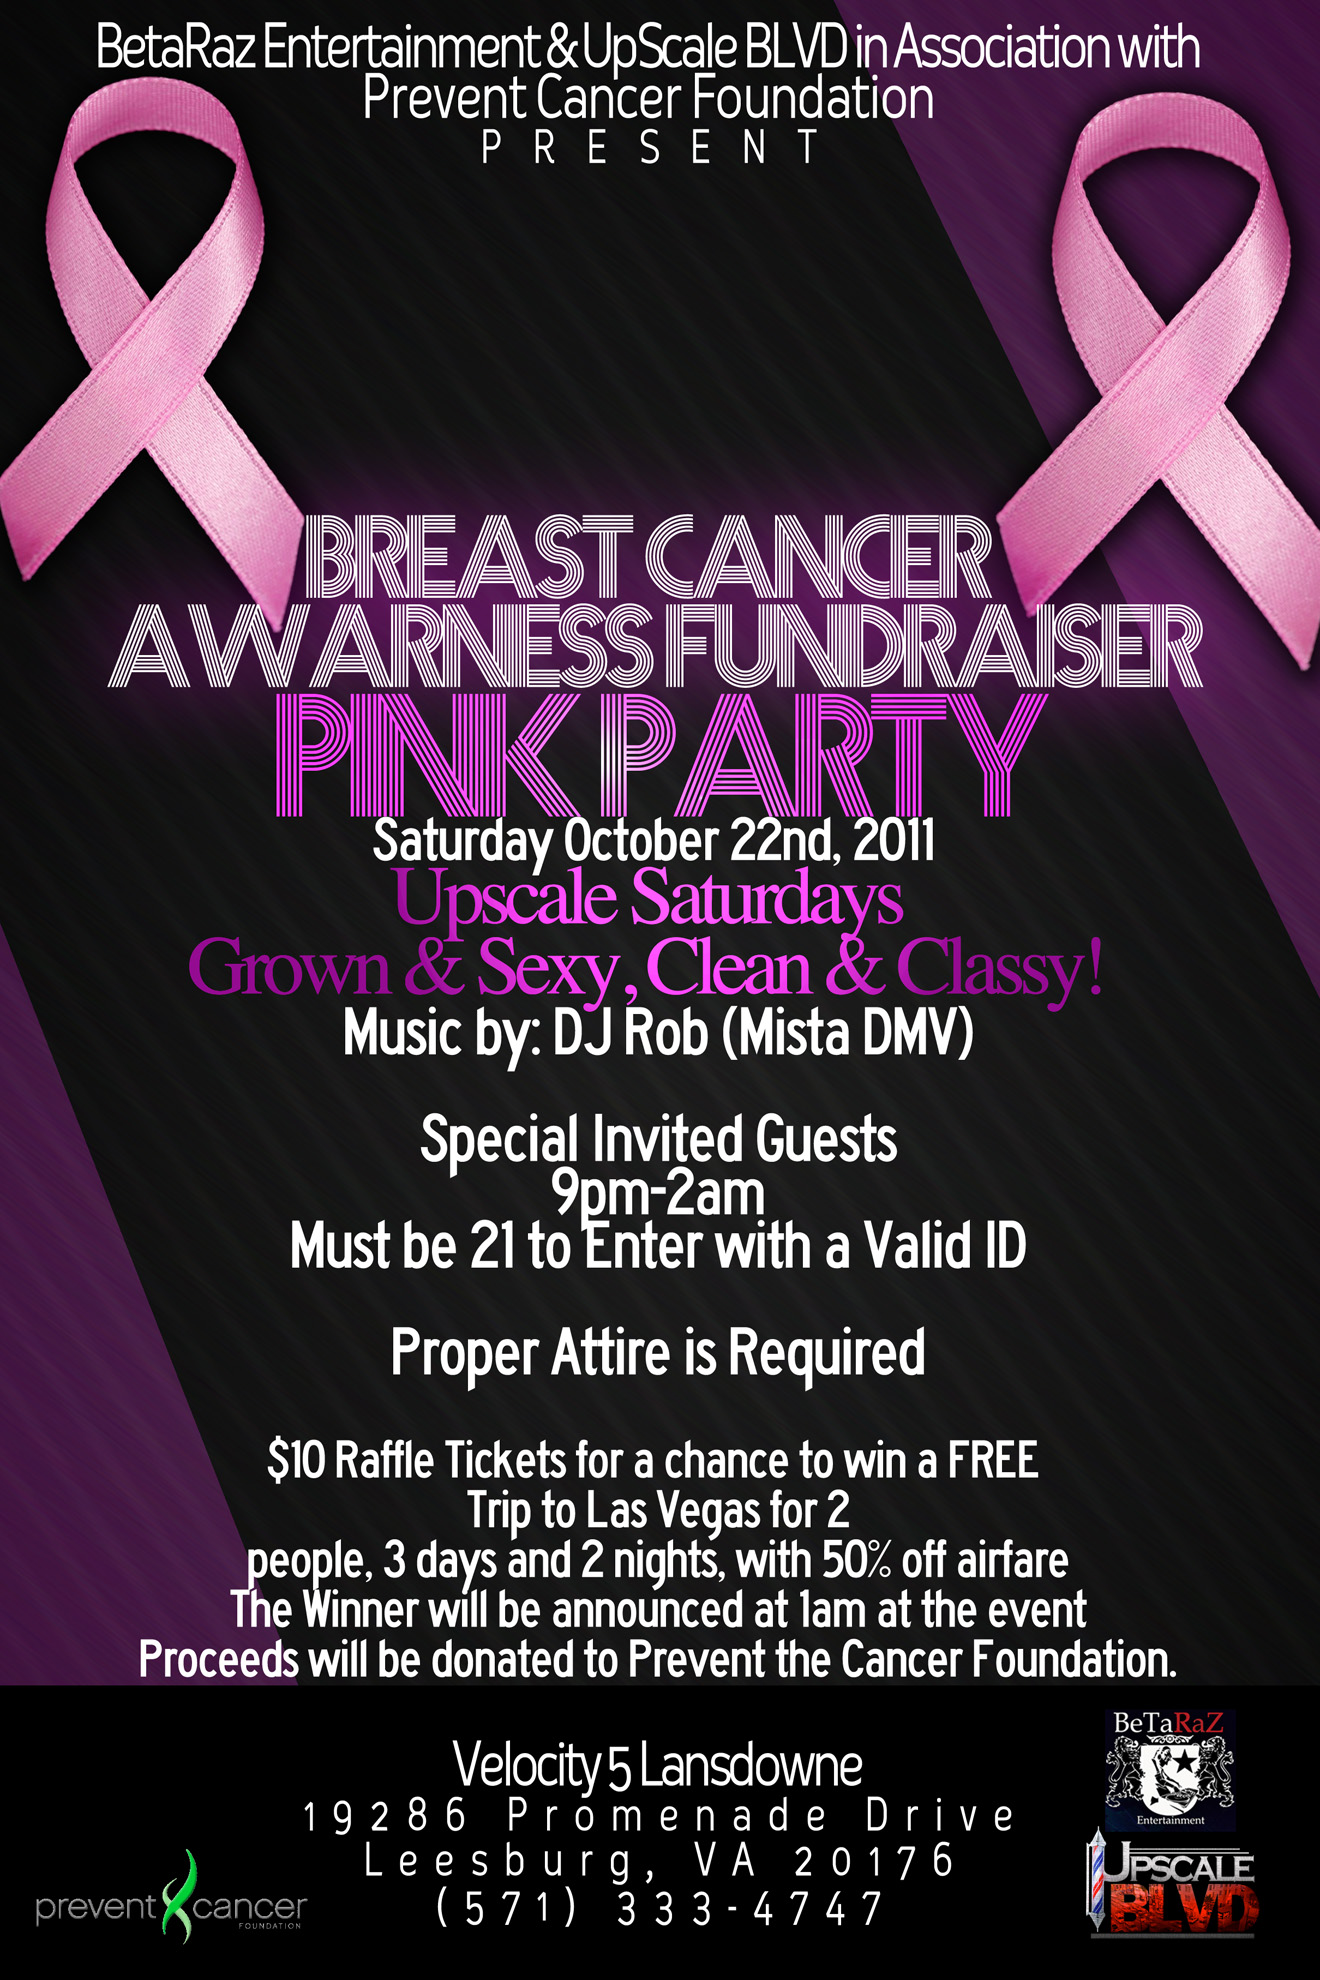 BetaRaz Entertainment & UpScale BLVD in Association with
Prevent Cancer Foundation
PRESENT
BREAST CANCER
AWARNESS FUNDRAISER
PINK PARTY
Saturday October 22nd, 2011
Upscale Saturdays
Grown & Sexy, Clean & Classy!
Music by: DJ Rob (Mista DMV)
Special Invited Guests
9pm-2am
Must be 21 to Enter with a Valid ID
Proper Attire is Required
$10 Raffle Tickets for a chance to win a FREE
Trip to Las Vegas for 2
people, 3 days and 2 nights, with 50% off airfare
The Winner will be announced at 1am at the event
Proceeds will be donated to Prevent the Cancer Foundation.
Velocity 5 Lansdowne
19286 Promenade Drive
Leesburg, VA 20176
(571) 333-4747
prevent cancer
FOUNDATION
BeTaRaZ
Entertainment
UPSCALE
BLVD